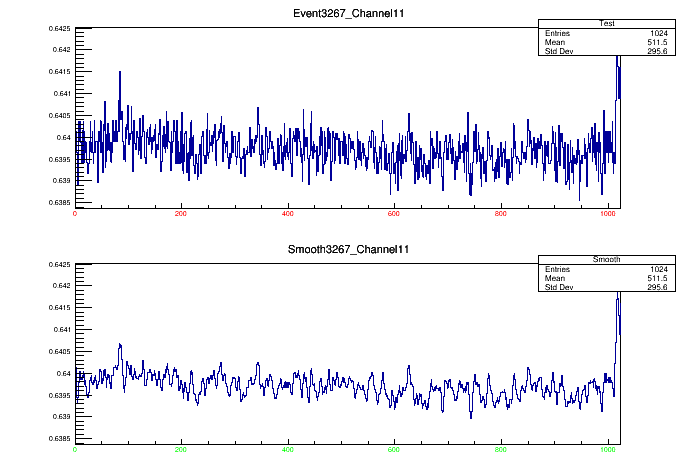 Event3267_Channel11
Test
Entries 1024
Mean 511.5
Std Dev 295.6
0.6425
0.642
0.6415
0.641
0.6405
0.64
0.6395
0.639
0.6385
0 200 400 600 800 1000
Smooth3267_Channel11
Smooth
Entries 1024
Mean 511.5
Std Dev 295.6
0.6425
0.642
0.6415
0.641
0.6405
0.64
0.6395
0.639
0.6385
0 200 400 600 800 1000